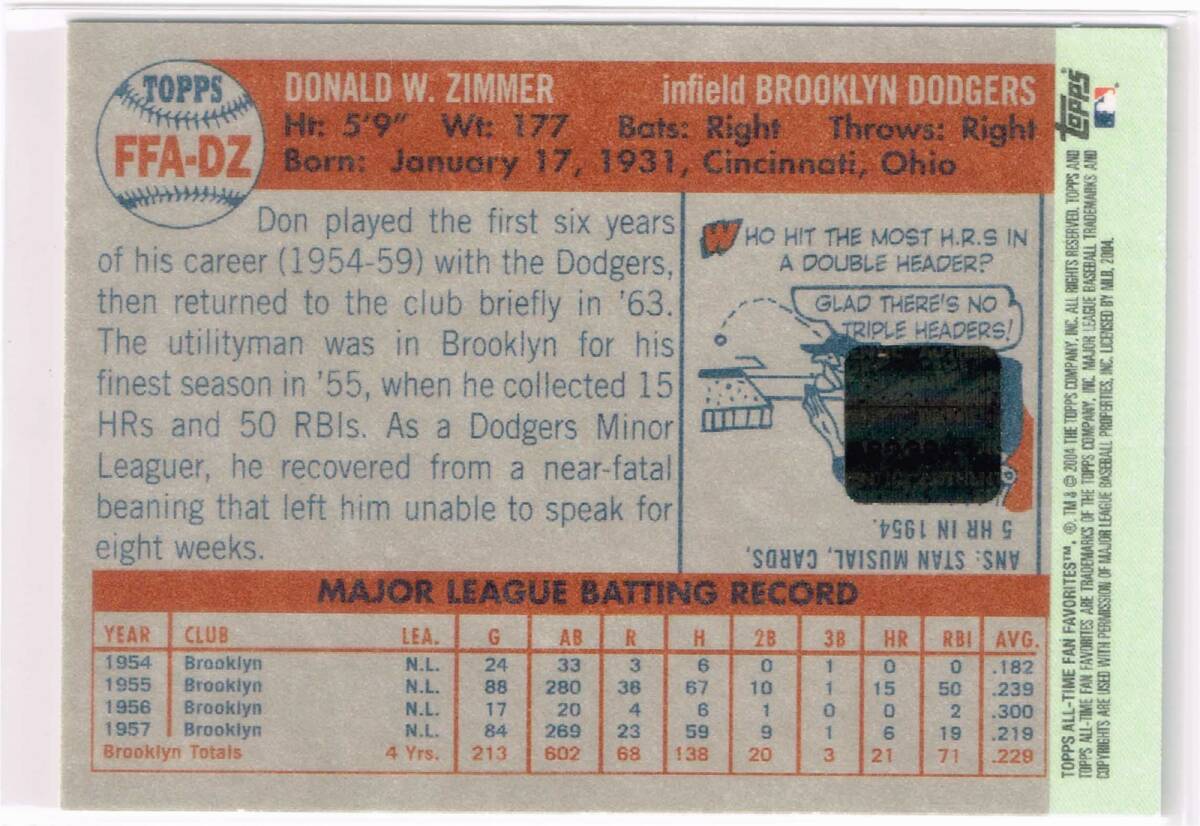 TOPPS
FFA-DZ
DONALD W. ZIMMER infield BROOKLYN DODGERS
Ht: 5'9" Wt: 177 Bats: Right Throws: Right
Born: January 17, 1931, Cincinnati, Ohio
Don played the first six years
of his career (1954-59) with the Dodgers,
then returned to the club briefly in '63.
The utilityman was in Brooklyn for his
finest season in '55, when he collected 15
HRs and 50 RBIs. As a Dodgers Minor
Leaguer, he recovered from a near-fatal
beaning that left him unable to speak for
eight weeks.
WHO HIT THE MOST H.R.S IN
A DOUBLE HEADER?
GLAD THERE'S NO
TRIPLE HEADERS!
ANS: STAN MUSIAL, CARDS,
5 HR IN 1954.
MAJOR LEAGUE BATTING RECORD
YEAR CLUB LEA. G AB R H 2B 3B HR RBI AVG.
1954 Brooklyn N.L. 24 33 3 6 0 1 0 0 .182
1955 Brooklyn N.L. 88 280 38 67 10 1 15 50 .239
1956 Brooklyn N.L. 17 20 4 6 1 0 0 2 .300
1957 Brooklyn N.L. 84 269 23 59 9 1 6 19 .219
Brooklyn Totals 4 Yrs. 213 602 68 138 20 3 21 71 .229
Topps
TOPPS ALL-TIME FAN FAVORITES™, ®, TM & © 2004 THE TOPPS COMPANY, INC. ALL RIGHTS RESERVED. TOPPS AND
TOPPS ALL-TIME FAN FAVORITES ARE TRADEMARKS OF THE TOPPS COMPANY, INC. MAJOR LEAGUE BASEBALL TRADEMARKS AND
COPYRIGHTS ARE USED WITH PERMISSION OF MAJOR LEAGUE BASEBALL PROPERTIES, INC. LICENSED BY MLB, 2004.